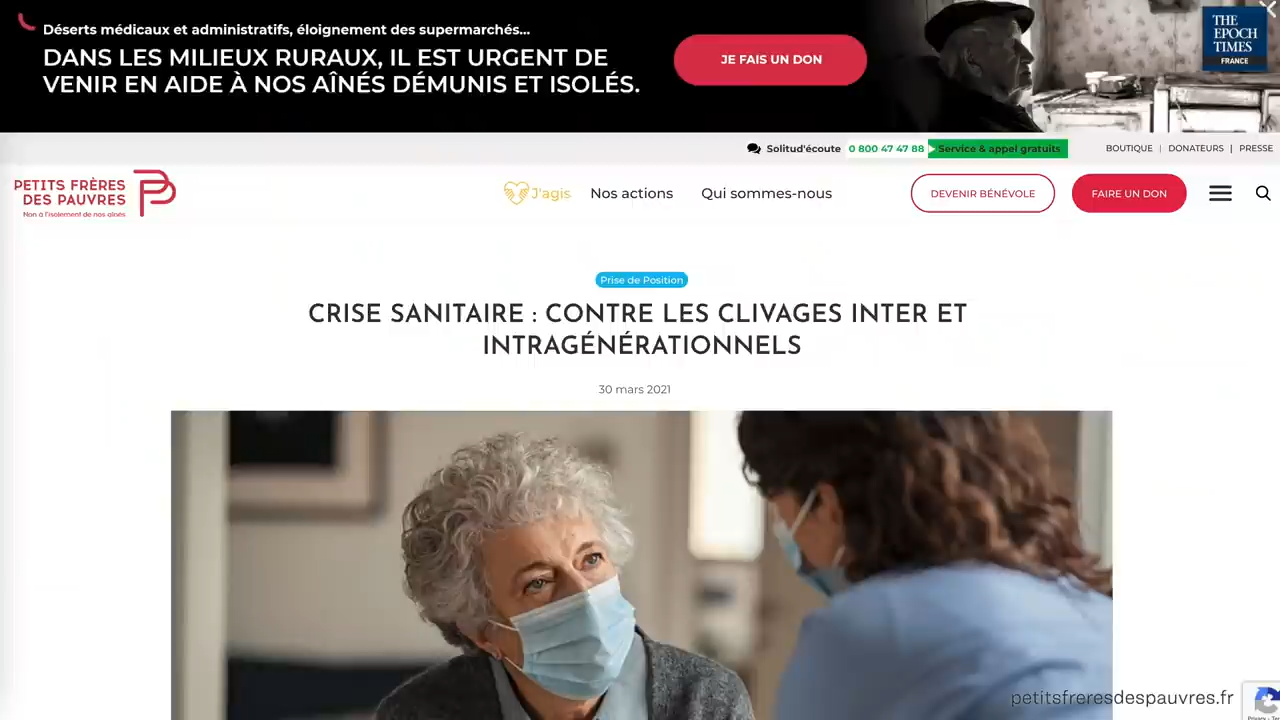 Déserts médicaux et administratifs, éloignement des supermarchés...
DANS LES MILIEUX RURAUX, IL EST URGENT DE
VENIR EN AIDE À NOS AÎNÉS DÉMUNIS ET ISOLÉS.
JE FAIS UN DON
THE
EPOCH
TIMES
FRANCE
Solitud'écoute 0 800 47 47 88 Service & appel gratuits
BOUTIQUE | DONATEURS | PRESSE
PETITS FRÈRES
DES PAUVRES
Non à l'isolement de nos aînés
J'agis Nos actions Qui sommes-nous
DEVENIR BÉNÉVOLE
FAIRE UN DON
Prise de Position
CRISE SANITAIRE : CONTRE LES CLIVAGES INTER ET
INTRAGÉNÉRATIONNELS
30 mars 2021
petitsfreresdespauvres.fr